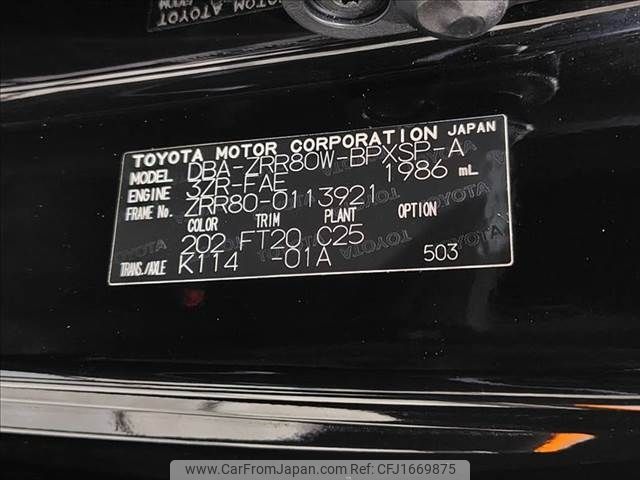 TOYOTA MOTOR CORPORATION JAPAN
MODEL DBA-ZRR80W-BPXSP-A
ENGINE 3ZR-FAE 1986 mL
FRAME No. ZRR80-0113921
COLOR TRIM PLANT OPTION
202 FT20 C25
TRANS./AXLE K114 -01A 503
www.CarFromJapan.com Ref No: CFJ1669875